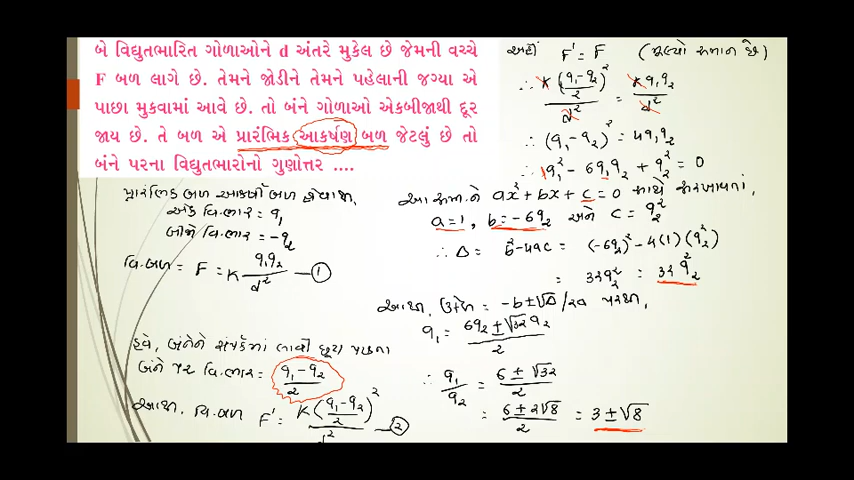 બે વિદ્યુતભારિત ગોળાઓને d અંતરે મુકેલ છે જેમની વચ્ચે
F બળ લાગે છે. તેમને જોડીને તેમને પહેલાની જગ્યા એ
પાછા મુકવામાં આવે છે. તો બંને ગોળાઓ એકબીજાથી દૂર
જાય છે. તે બળ એ પ્રારંભિક આકર્ષણ બળ જેટલું છે તો
બંને પરના વિદ્યુતભારોનો ગુણોત્તર ....
પ્રારંભિક બળ આકર્ષી બળ હોવાથી,
એક વિ.ભાર = q₁
બીજો વિ.ભાર = -q₂
વિ.બળ = F = K q₁q₂ / d² —①
હવે, બંનેને સંપર્કમાં લાવી છૂટા પાડતા
બંને પર વિ.ભાર = (q₁ - q₂) / 2
આથી, વિ.બળ F' = K((q₁ - q₂)/2)² / d² —②
અહીં F' = F (મૂલ્યો સમાન છે)
∴ K((q₁ - q₂)/2)² / d² = K q₁q₂ / d²
∴ (q₁ - q₂)² = 4q₁q₂
∴ q₁² - 6q₁q₂ + q₂² = 0
આ સમી.ને ax² + bx + c = 0 સાથે સરખાવતાં,
a = 1, b = -6q₂ અને c = q₂²
∴ Δ = b² - 4ac = (-6q₂)² - 4(1)(q₂²)
= 32q₂² = 32q₂²
આથી, ઉકેલ = -b ± √Δ / 2a પરથી,
q₁ = (6q₂ ± √32 q₂) / 2
∴ q₁/q₂ = (6 ± √32) / 2
= (6 ± 2√8) / 2 = 3 ± √8